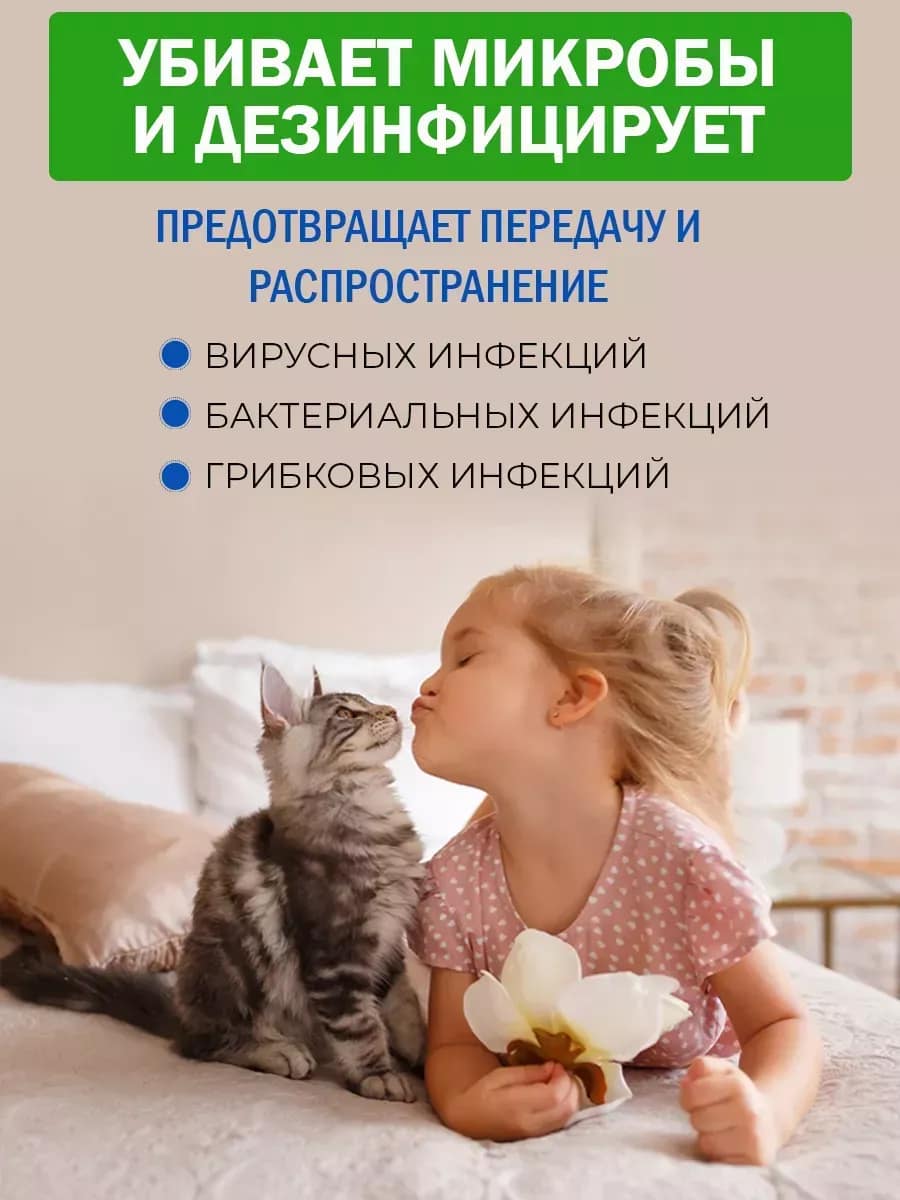 УБИВАЕТ МИКРОБЫ
И ДЕЗИНФИЦИРУЕТ
ПРЕДОТВРАЩАЕТ ПЕРЕДАЧУ И
РАСПРОСТРАНЕНИЕ
ВИРУСНЫХ ИНФЕКЦИЙ
БАКТЕРИАЛЬНЫХ ИНФЕКЦИЙ
ГРИБКОВЫХ ИНФЕКЦИЙ